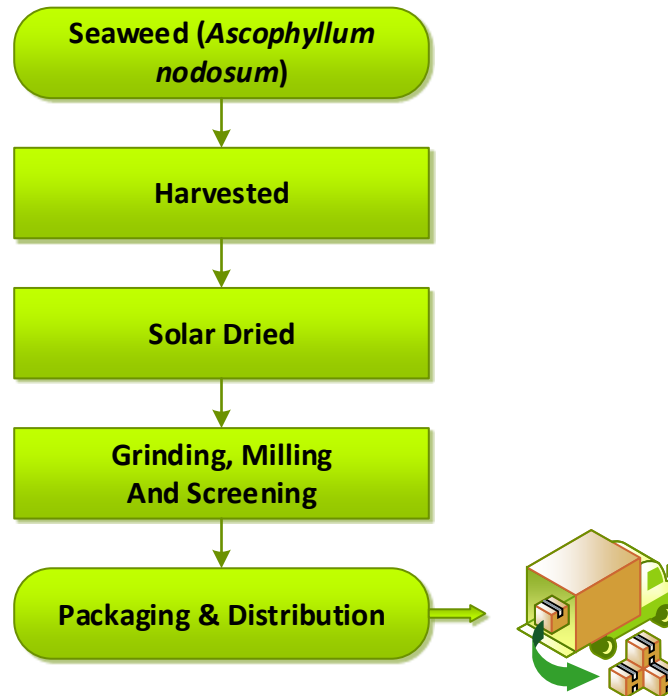 Seaweed (Ascophyllum
nodosum)
Harvested
Solar Dried
Grinding, Milling
And Screening
Packaging & Distribution